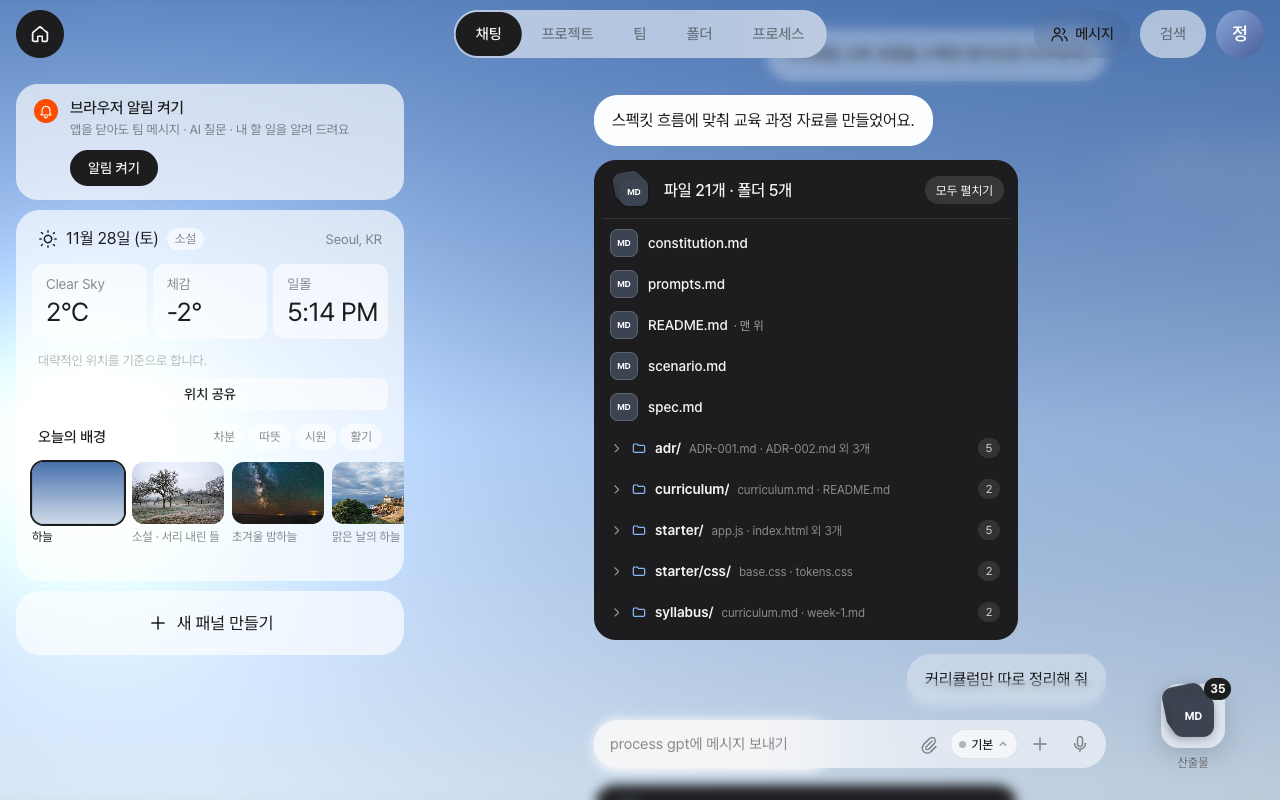 채팅
프로젝트
팀
폴더
프로세스
메시지
검색
정
브라우저 알림 켜기
앱을 닫아도 팀 메시지 · AI 질문 · 내 할 일을 알려 드려요
알림 켜기
11월 28일 (토)
소설
Seoul, KR
Clear Sky
2°C
체감
-2°
일몰
5:14 PM
대략적인 위치를 기준으로 합니다.
위치 공유
오늘의 배경
차분
따뜻
시원
활기
하늘
소설 · 서리 내린 들
초겨울 밤하늘
맑은 날의 하늘
새 패널 만들기
스펙킷 흐름에 맞춰 교육 과정 자료를 만들었어요.
MD
파일 21개 · 폴더 5개
모두 펼치기
MD constitution.md
MD prompts.md
MD README.md · 맨 위
MD scenario.md
MD spec.md
adr/ ADR-001.md · ADR-002.md 외 3개 5
curriculum/ curriculum.md · README.md 2
starter/ app.js · index.html 외 3개 5
starter/css/ base.css · tokens.css 2
syllabus/ curriculum.md · week-1.md 2
커리큘럼만 따로 정리해 줘
process gpt에 메시지 보내기
기본
35
MD
산출물